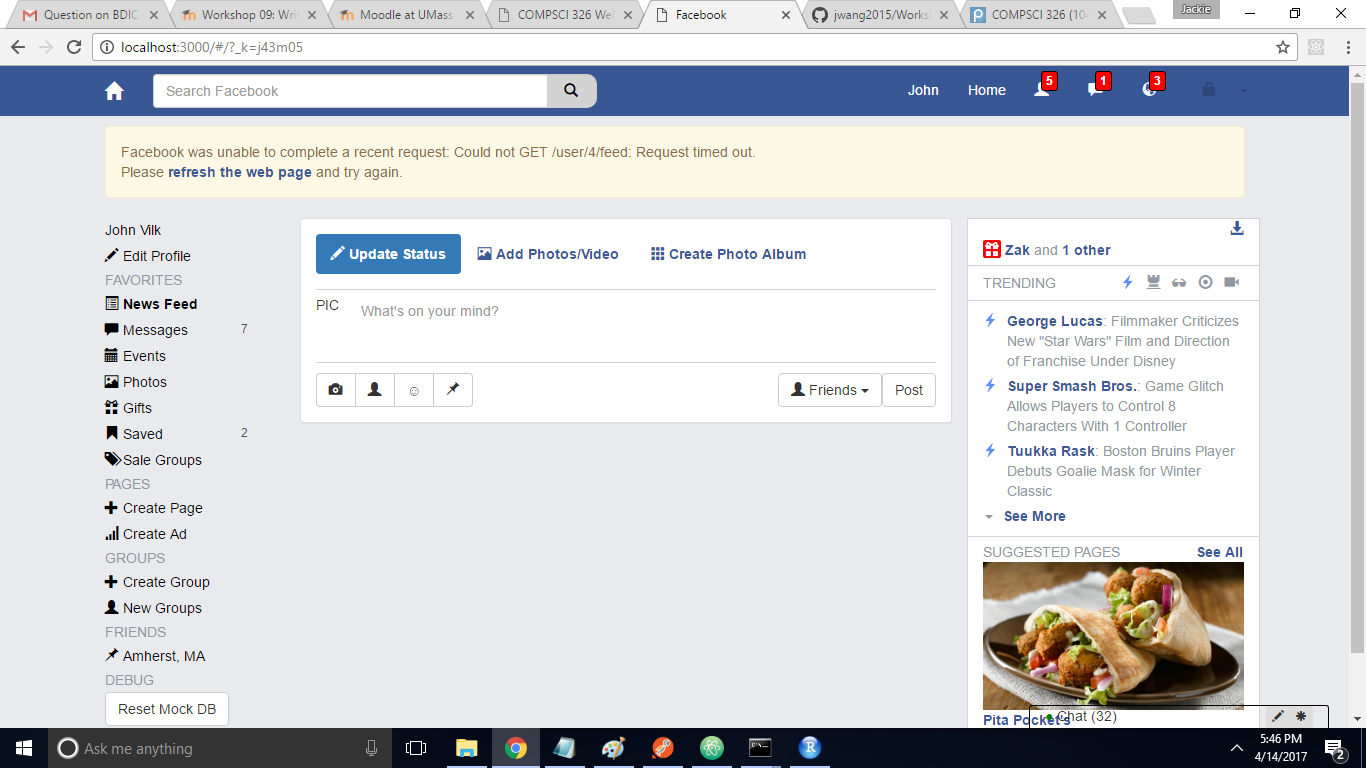 Question on BDIC
Workshop 09: Wri
Moodle at UMass
COMPSCI 326 We
Facebook
jwang2015/Works
COMPSCI 326 (104
Jackie
localhost:3000/#/?_k=j43m05
Search Facebook
John
Home
5
1
3
Facebook was unable to complete a recent request: Could not GET /user/4/feed: Request timed out.
Please refresh the web page and try again.
John Vilk
Edit Profile
FAVORITES
News Feed
Messages 7
Events
Photos
Gifts
Saved 2
Sale Groups
PAGES
Create Page
Create Ad
GROUPS
Create Group
New Groups
FRIENDS
Amherst, MA
DEBUG
Reset Mock DB
Update Status
Add Photos/Video
Create Photo Album
PIC
What's on your mind?
Friends
Post
Zak and 1 other
TRENDING
George Lucas: Filmmaker Criticizes
New "Star Wars" Film and Direction
of Franchise Under Disney
Super Smash Bros.: Game Glitch
Allows Players to Control 8
Characters With 1 Controller
Tuukka Rask: Boston Bruins Player
Debuts Goalie Mask for Winter
Classic
See More
SUGGESTED PAGES
See All
Pita Pocket's
Chat (32)
Ask me anything
5:46 PM
4/14/2017
2